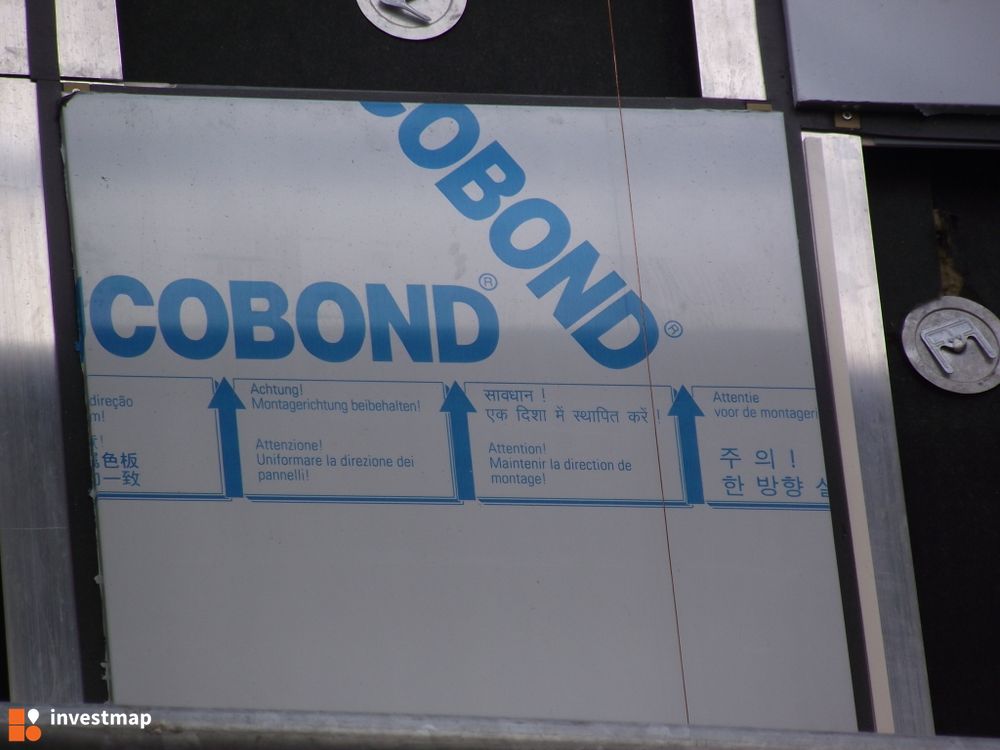 COBOND®
COBOND®
direção
m!
Achtung!
Montagerichtung beibehalten!
सावधान !
एक दिशा में स्थापित करें !
Attentie
voor de montageri
色板
一致
Attenzione!
Uniformare la direzione dei
pannelli!
Attention!
Maintenir la direction de
montage!
주의!
한 방향
investmap